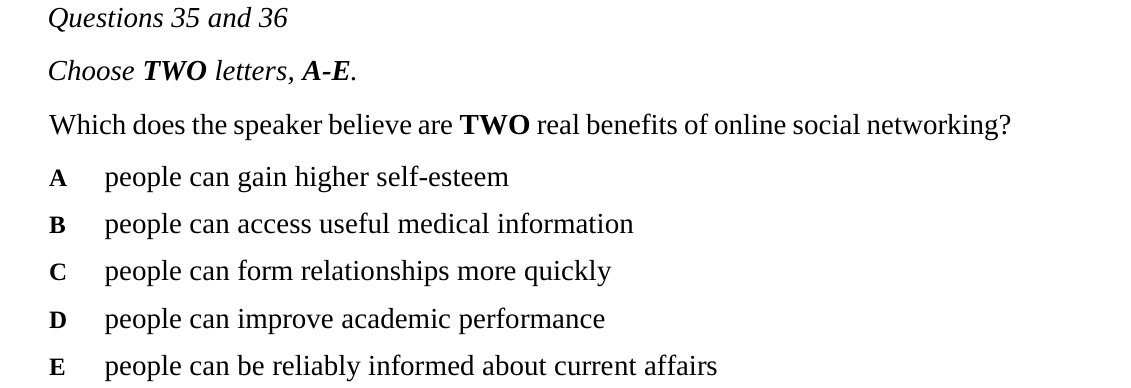 Questions 35 and 36
Choose TWO letters, A-E.
Which does the speaker believe are TWO real benefits of online social networking?
A people can gain higher self-esteem
B people can access useful medical information
C people can form relationships more quickly
D people can improve academic performance
E people can be reliably informed about current affairs